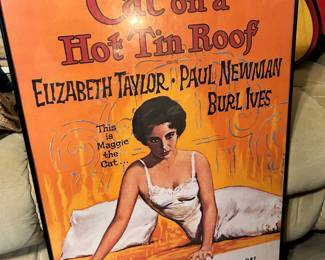 Cat on a
Hot Tin Roof
ELIZABETH TAYLOR · PAUL NEWMAN
BURL IVES
This
is Maggie
the
Cat...